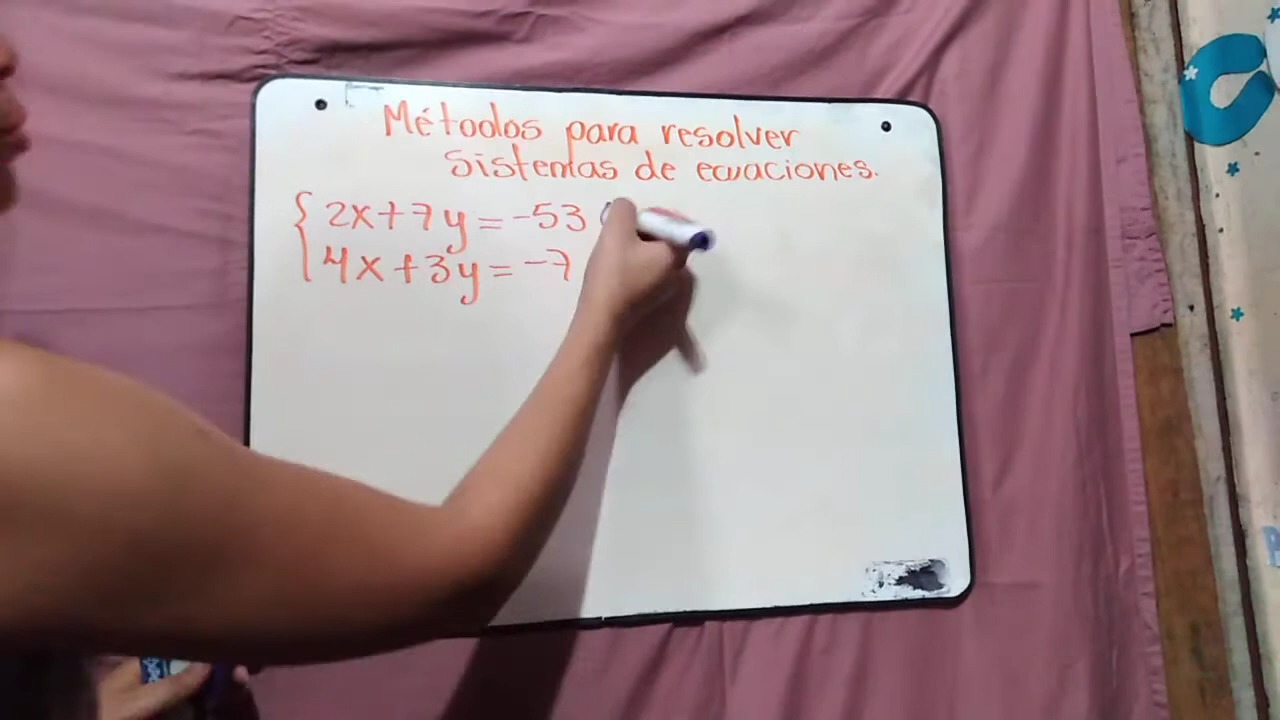 Métodos para resolver
Sistemas de ecuaciones.
2x+7y=-53
4x+3y=-7